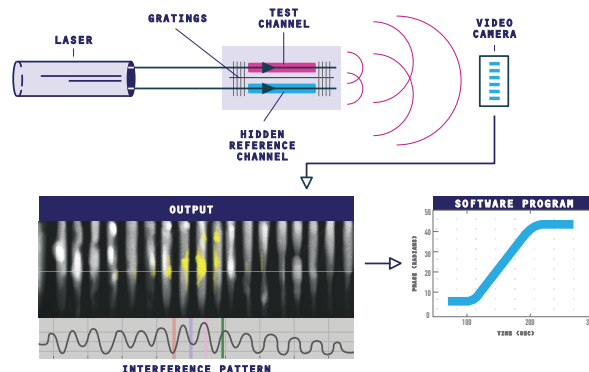 TEST
CHANNEL
GRATINGS
VIDEO
CAMERA
LASER
HIDDEN
REFERENCE
CHANNEL
OUTPUT
SOFTWARE PROGRAM
50
40
30
20
10
0
PHASE (RADIANS)
100
200
300
TIME (SEC)
INTERFERENCE PATTERN